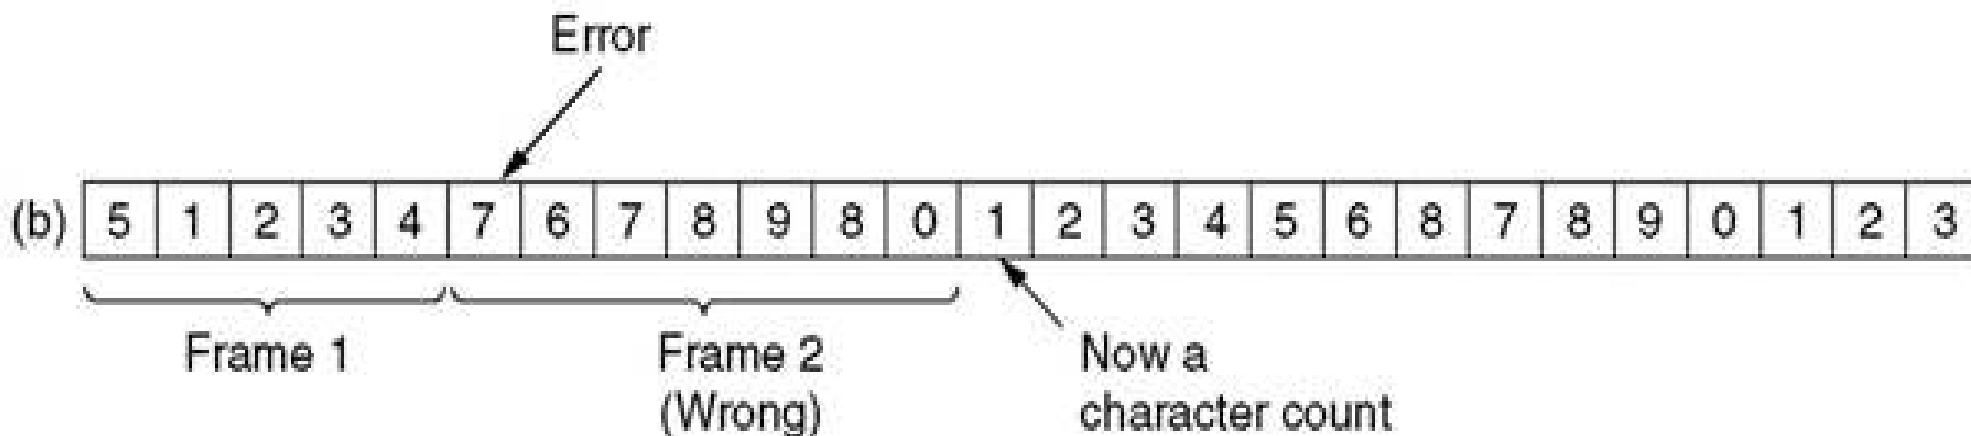 Error
(b) 5 1 2 3 4 7 6 7 8 9 8 0 1 2 3 4 5 6 8 7 8 9 0 1 2 3
Frame 1 Frame 2 Now a
(Wrong) character count